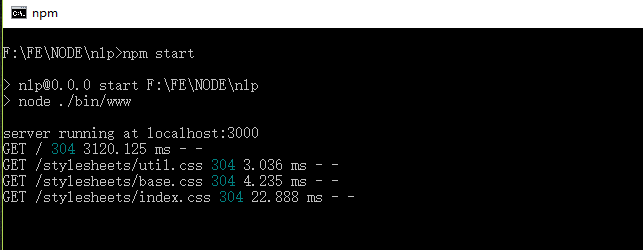 npm
F:\FE\NODE\nlp>npm start
> nlp@0.0.0 start F:\FE\NODE\nlp
> node ./bin/www
server running at localhost:3000
GET / 304 3120.125 ms - -
GET /stylesheets/util.css 304 3.036 ms - -
GET /stylesheets/base.css 304 4.235 ms - -
GET /stylesheets/index.css 304 22.888 ms - -